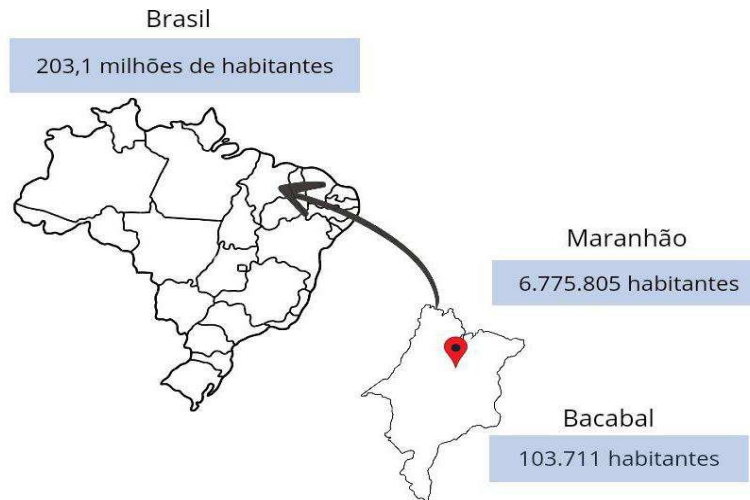 Brasil
203,1 milhões de habitantes
Maranhão
6.775.805 habitantes
Bacabal
103.711 habitantes